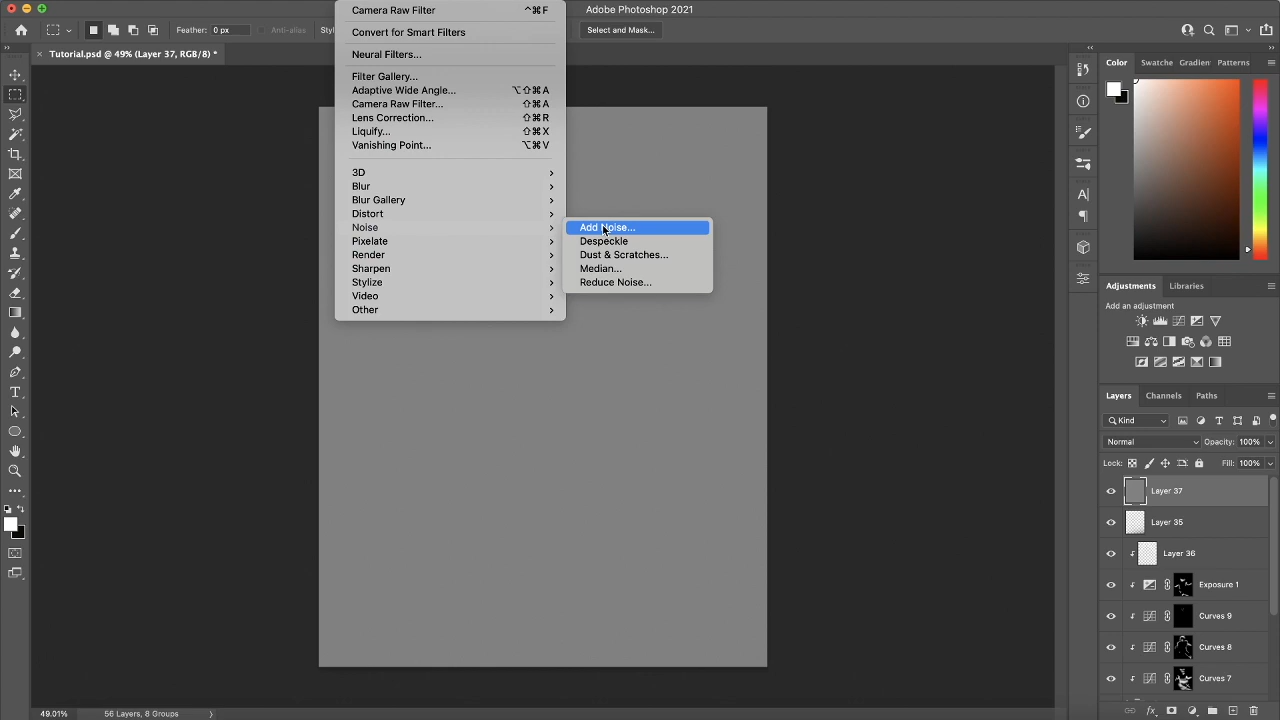 Adobe Photoshop 2021
Feather: 0 px
Anti-alias
Select and Mask...
Tutorial.psd @ 49% (Layer 37, RGB/8) *
Camera Raw Filter ^⌘F
Convert for Smart Filters
Neural Filters...
Filter Gallery...
Adaptive Wide Angle... ⌥⇧⌘A
Camera Raw Filter... ⇧⌘A
Lens Correction... ⇧⌘R
Liquify... ⇧⌘X
Vanishing Point... ⌥⌘V
3D
Blur
Blur Gallery
Distort
Noise
Pixelate
Render
Sharpen
Stylize
Video
Other
Add Noise...
Despeckle
Dust & Scratches...
Median...
Reduce Noise...
Color Swatche Gradien Patterns
Adjustments Libraries
Add an adjustment
Layers Channels Paths
Kind
Normal Opacity: 100%
Lock: Fill: 100%
Layer 37
Layer 35
Layer 36
Exposure 1
Curves 9
Curves 8
Curves 7
49.01% 56 Layers, 8 Groups